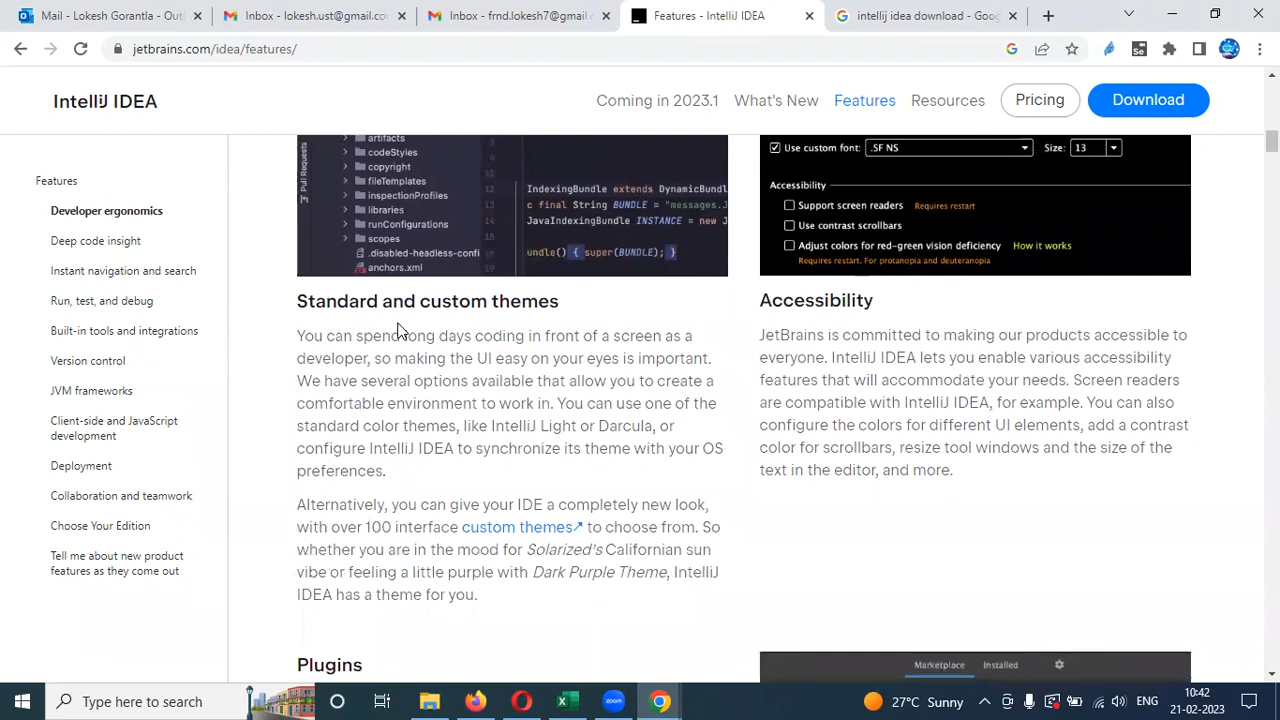 Mail - Lokesh Goranta - Out
Inbox - lokeshust@gmail.com
Inbox - frnd.lokesh7@gmail
Features - IntelliJ IDEA
intellij idea download - Goo
jetbrains.com/idea/features/
IntelliJ IDEA
Coming in 2023.1
What's New
Features
Resources
Pricing
Download
Features
Developer ergonomics
Deep code insight
Instant navigation and search
Run, test, and debug
Built-in tools and integrations
Version control
JVM frameworks
Client-side and JavaScript
development
Deployment
Collaboration and teamwork
Choose Your Edition
Tell me about new product
features as they come out
Pull Requests
artifacts
codeStyles
copyright
fileTemplates
inspectionProfiles
libraries
runConfigurations
scopes
.disabled-headless-confi
anchors.xml
12
13
14
15
16
17
IndexingBundle extends DynamicBundl
c final String BUNDLE = "messages.J
JavaIndexingBundle INSTANCE = new J
undle() { super(BUNDLE); }
Standard and custom themes
You can spend long days coding in front of a screen as a
developer, so making the UI easy on your eyes is important.
We have several options available that allow you to create a
comfortable environment to work in. You can use one of the
standard color themes, like IntelliJ Light or Darcula, or
configure IntelliJ IDEA to synchronize its theme with your OS
preferences.
Alternatively, you can give your IDE a completely new look,
with over 100 interface custom themes↗ to choose from. So
whether you are in the mood for Solarized's Californian sun
vibe or feeling a little purple with Dark Purple Theme, IntelliJ
IDEA has a theme for you.
Plugins
Use custom font: .SF NS Size: 13
Accessibility
Support screen readers Requires restart
Use contrast scrollbars
Adjust colors for red-green vision deficiency How it works
Requires restart. For protanopia and deuteranopia
Accessibility
JetBrains is committed to making our products accessible to
everyone. IntelliJ IDEA lets you enable various accessibility
features that will accommodate your needs. Screen readers
are compatible with IntelliJ IDEA, for example. You can also
configure the colors for different UI elements, add a contrast
color for scrollbars, resize tool windows and the size of the
text in the editor, and more.
Marketplace Installed
Type here to search
27°C Sunny
ENG
10:42
21-02-2023